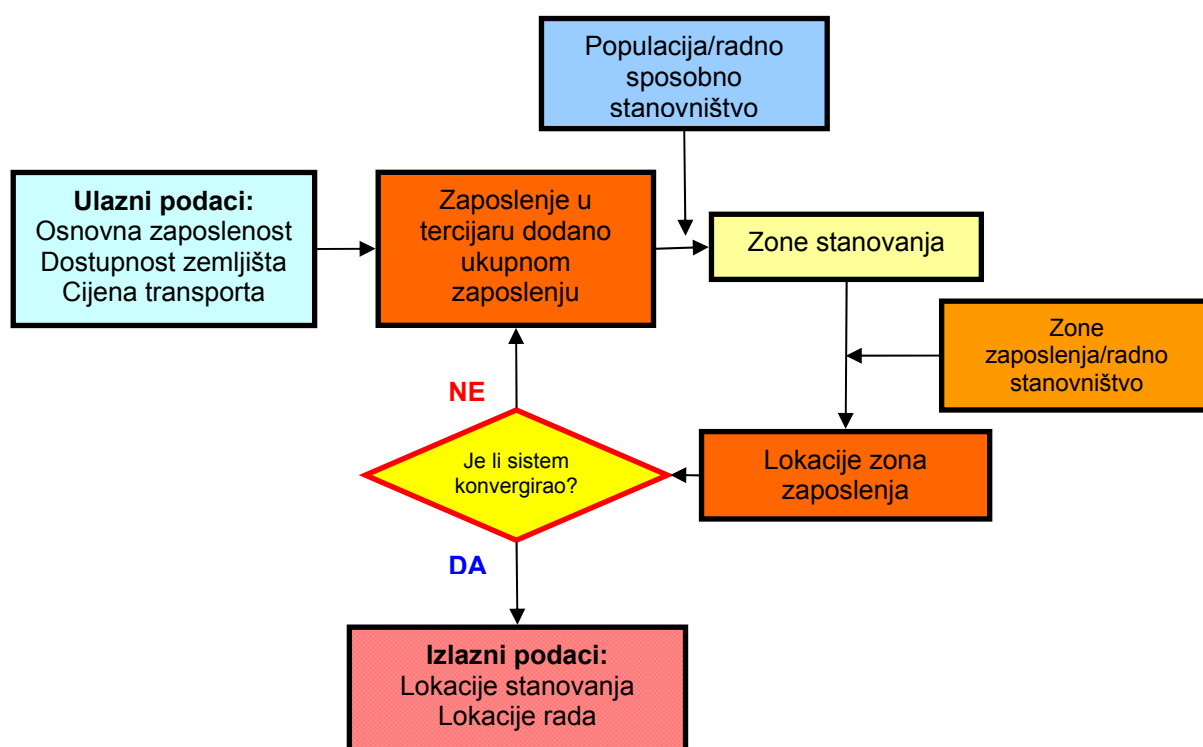 Populacija/radno
sposobno
stanovništvo
Ulazni podaci:
Osnovna zaposlenost
Dostupnost zemljišta
Cijena transporta
Zaposlenje u
tercijaru dodano
ukupnom
zaposlenju
Zone stanovanja
Zone
zaposlenja/radno
stanovništvo
NE
Je li sistem
konvergirao?
Lokacije zona
zaposlenja
DA
Izlazni podaci:
Lokacije stanovanja
Lokacije rada